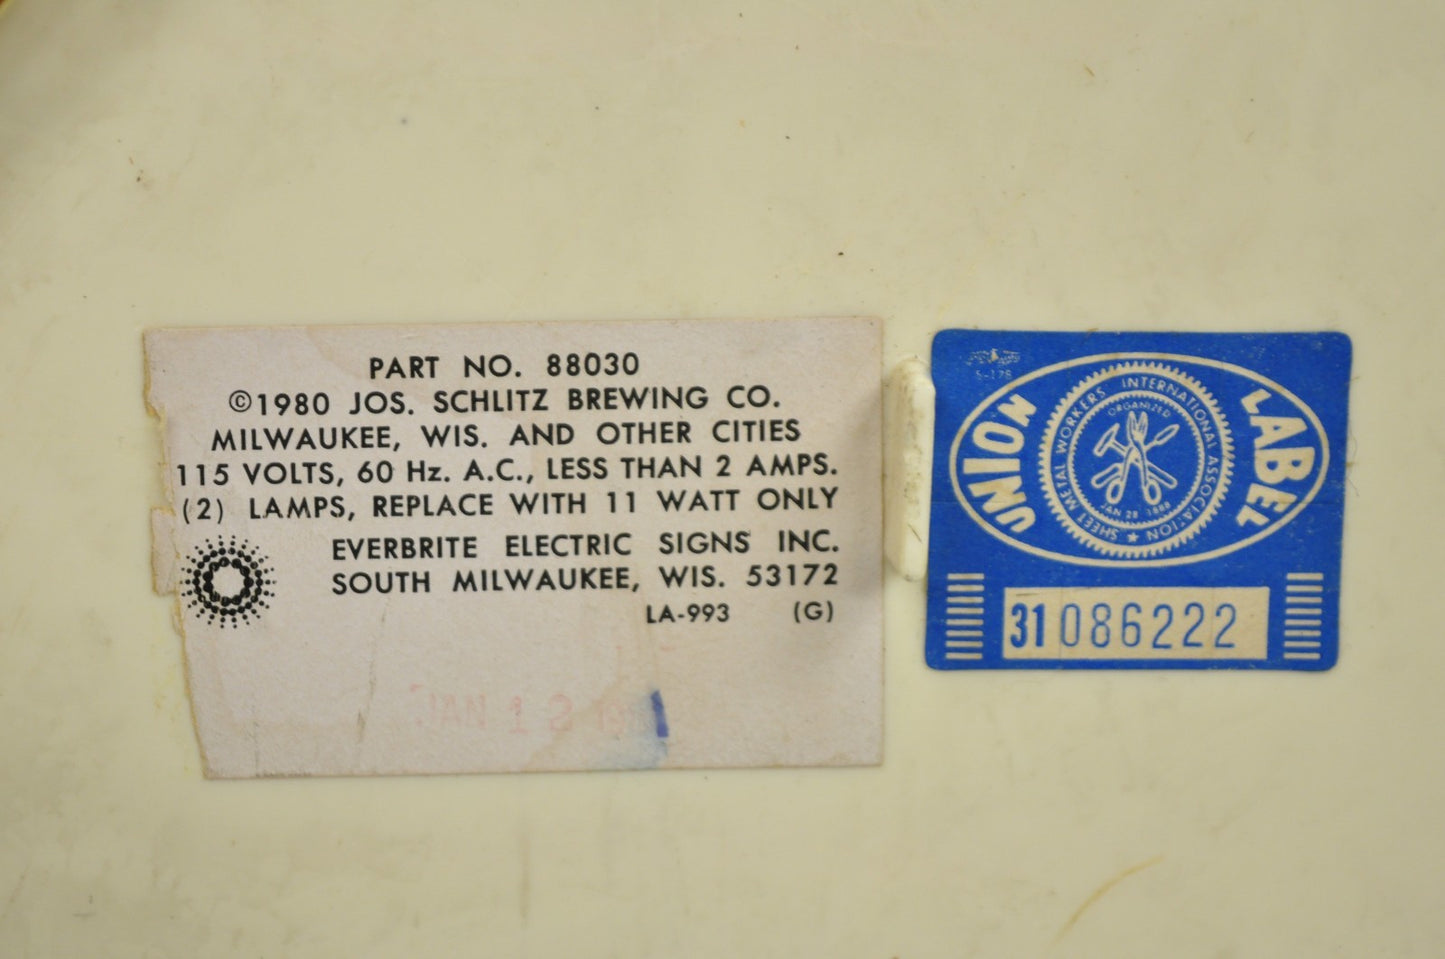 PART NO. 88030
©1980 JOS. SCHLITZ BREWING CO.
MILWAUKEE, WIS. AND OTHER CITIES
115 VOLTS, 60 Hz. A.C., LESS THAN 2 AMPS.
(2) LAMPS, REPLACE WITH 11 WATT ONLY
EVERBRITE ELECTRIC SIGNS INC.
SOUTH MILWAUKEE, WIS. 53172
LA-993 (G)
S-178
UNION LABEL
SHEET METAL WORKERS INTERNATIONAL ASSOCIATION
ORGANIZED
JAN 28 1888
31 086222